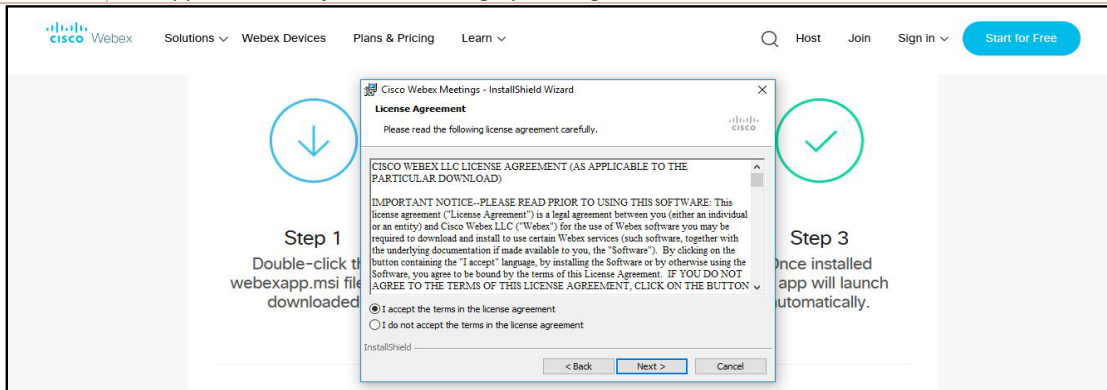 CISCO Webex Solutions Webex Devices Plans & Pricing Learn Host Join Sign in Start for Free
Cisco Webex Meetings - InstallShield Wizard
License Agreement
Please read the following license agreement carefully.
CISCO
CISCO WEBEX LLC LICENSE AGREEMENT (AS APPLICABLE TO THE
PARTICULAR DOWNLOAD)
IMPORTANT NOTICE--PLEASE READ PRIOR TO USING THIS SOFTWARE: This
license agreement ("License Agreement") is a legal agreement between you (either an individual
or an entity) and Cisco Webex LLC ("Webex") for the use of Webex software you may be
required to download and install to use certain Webex services (such software, together with
the underlying documentation if made available to you, the "Software"). By clicking on the
button containing the "I accept" language, by installing the Software or by otherwise using the
Software, you agree to be bound by the terms of this License Agreement. IF YOU DO NOT
AGREE TO THE TERMS OF THIS LICENSE AGREEMENT, CLICK ON THE BUTTON
I accept the terms in the license agreement
I do not accept the terms in the license agreement
InstallShield
< Back Next > Cancel
Step 1
Double-click
webexapp.msi file
downloaded
Step 3
installed
app will launch
automatically.